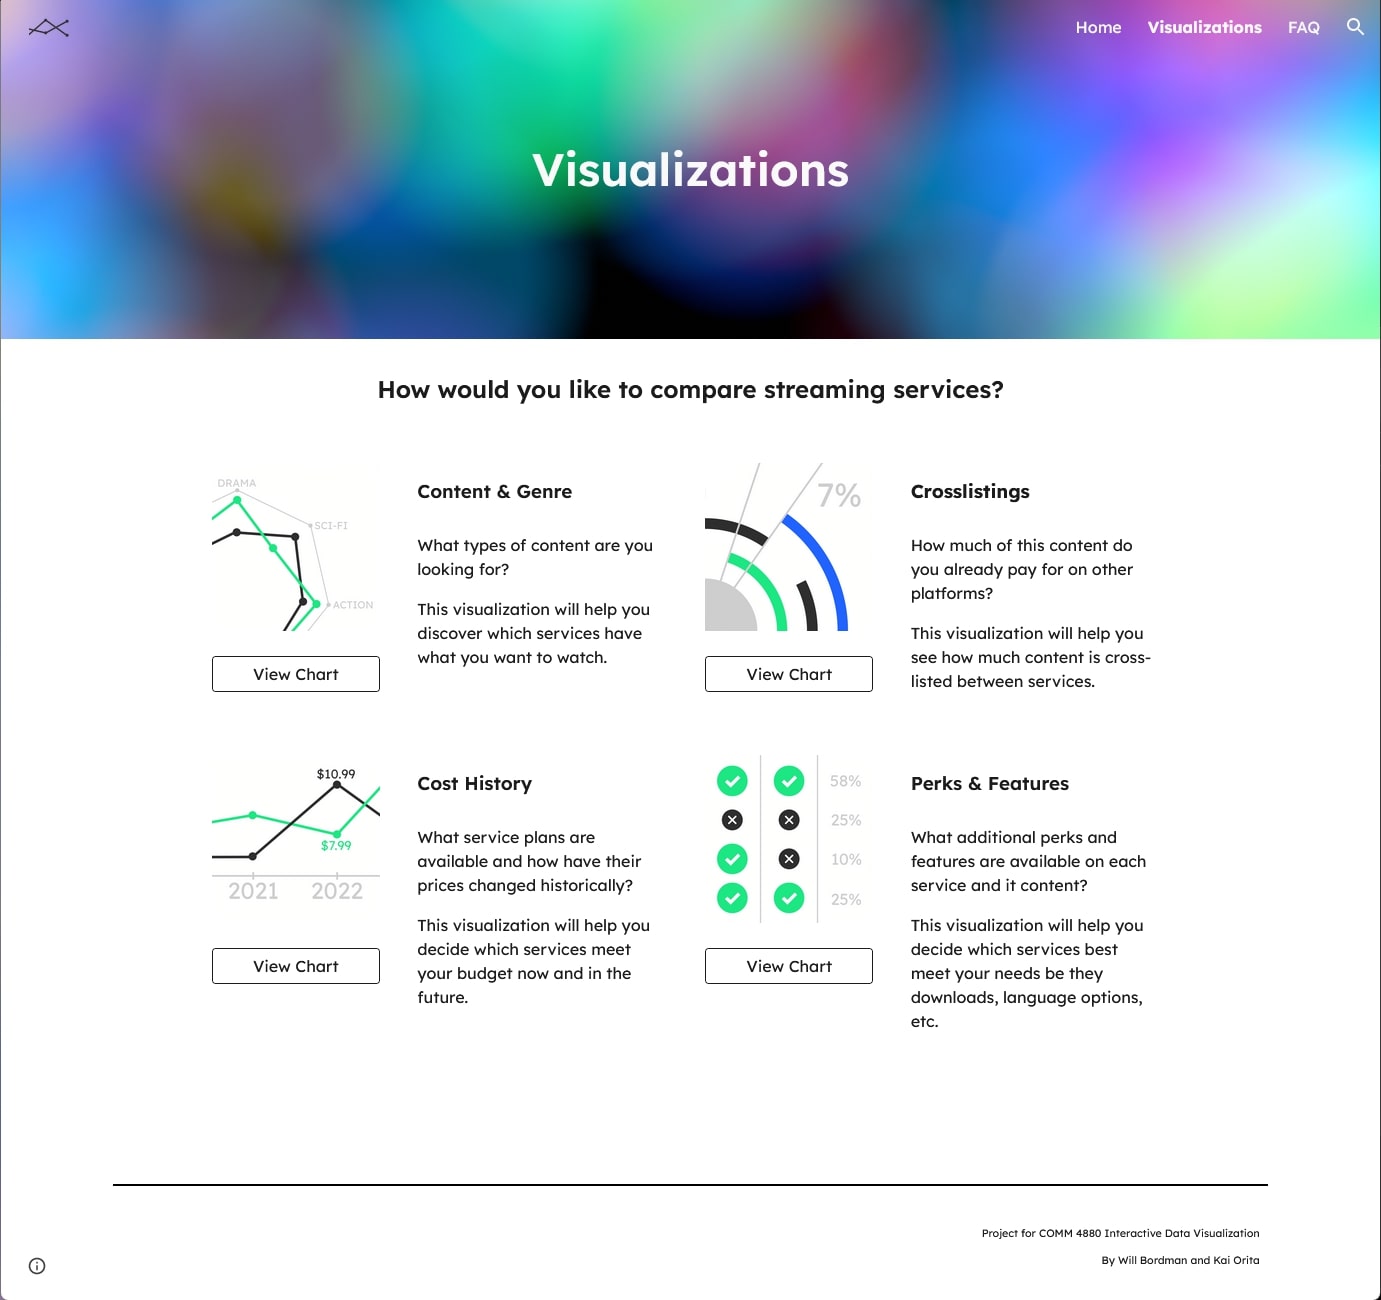 Home Visualizations FAQ
Visualizations
How would you like to compare streaming services?
DRAMA
SCI-FI
ACTION
View Chart
Content & Genre
What types of content are you
looking for?
This visualization will help you
discover which services have
what you want to watch.
7%
View Chart
Crosslistings
How much of this content do
you already pay for on other
platforms?
This visualization will help you
see how much content is cross-
listed between services.
$10.99
$7.99
2021 2022
View Chart
Cost History
What service plans are
available and how have their
prices changed historically?
This visualization will help you
decide which services meet
your budget now and in the
future.
58%
25%
10%
25%
View Chart
Perks & Features
What additional perks and
features are available on each
service and it content?
This visualization will help you
decide which services best
meet your needs be they
downloads, language options,
etc.
Project for COMM 4880 Interactive Data Visualization
By Will Bordman and Kai Orita